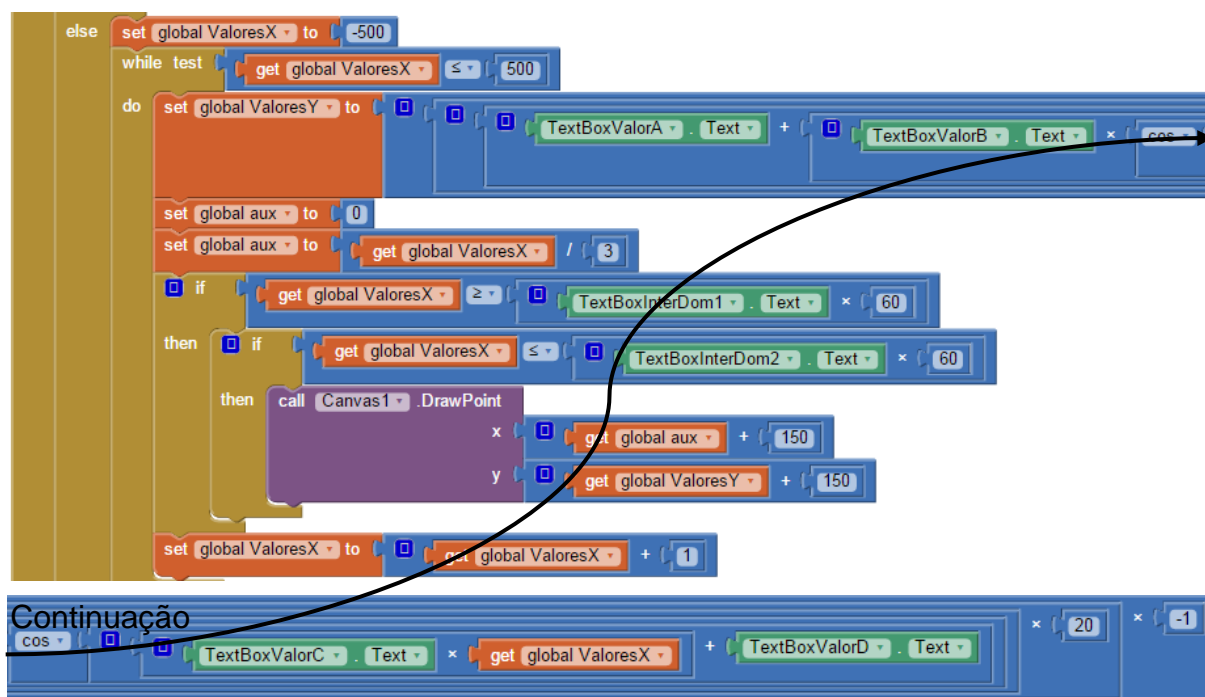 else set global ValoresX to -500
while test get global ValoresX ≤ 500
do set global ValoresY to TextBoxValorA . Text + TextBoxValorB . Text × cos
set global aux to 0
set global aux to get global ValoresX / 3
if get global ValoresX ≥ TextBoxInterDom1 . Text × 60
then if get global ValoresX ≤ TextBoxInterDom2 . Text × 60
then call Canvas1 .DrawPoint
x get global aux + 150
y get global ValoresY + 150
set global ValoresX to get global ValoresX + 1
Continuação
cos TextBoxValorC . Text × get global ValoresX + TextBoxValorD . Text × 20 × -1